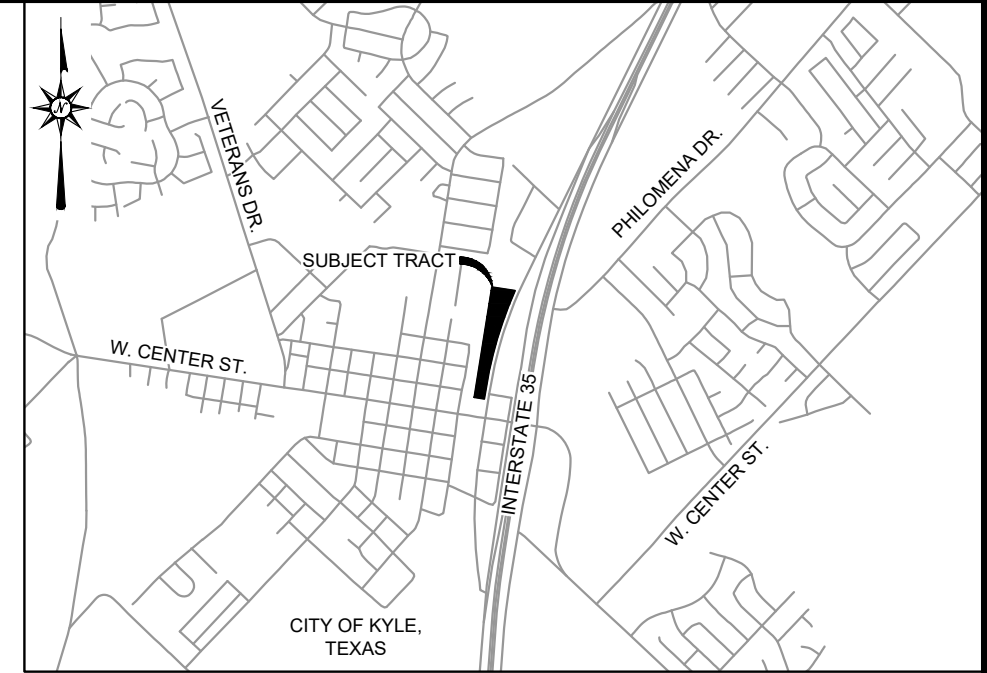 N
VETERANS DR.
PHILOMENA DR.
SUBJECT TRACT
W. CENTER ST.
INTERSTATE 35
W. CENTER ST.
CITY OF KYLE,
TEXAS